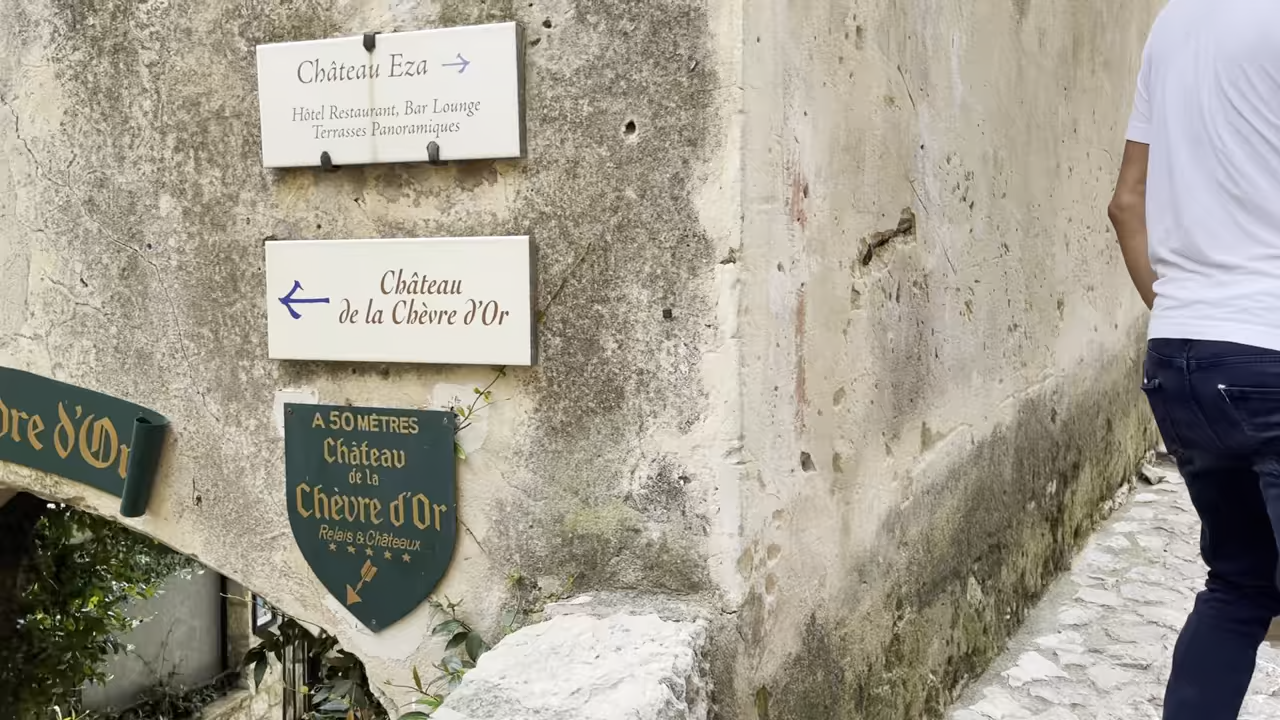 Château Eza →
Hôtel Restaurant, Bar Lounge
Terrasses Panoramiques
Château
← de la Chèvre d'Or
A 50 MÈTRES
Château
de la
Chèvre d'Or
Relais & Châteaux
d'Or